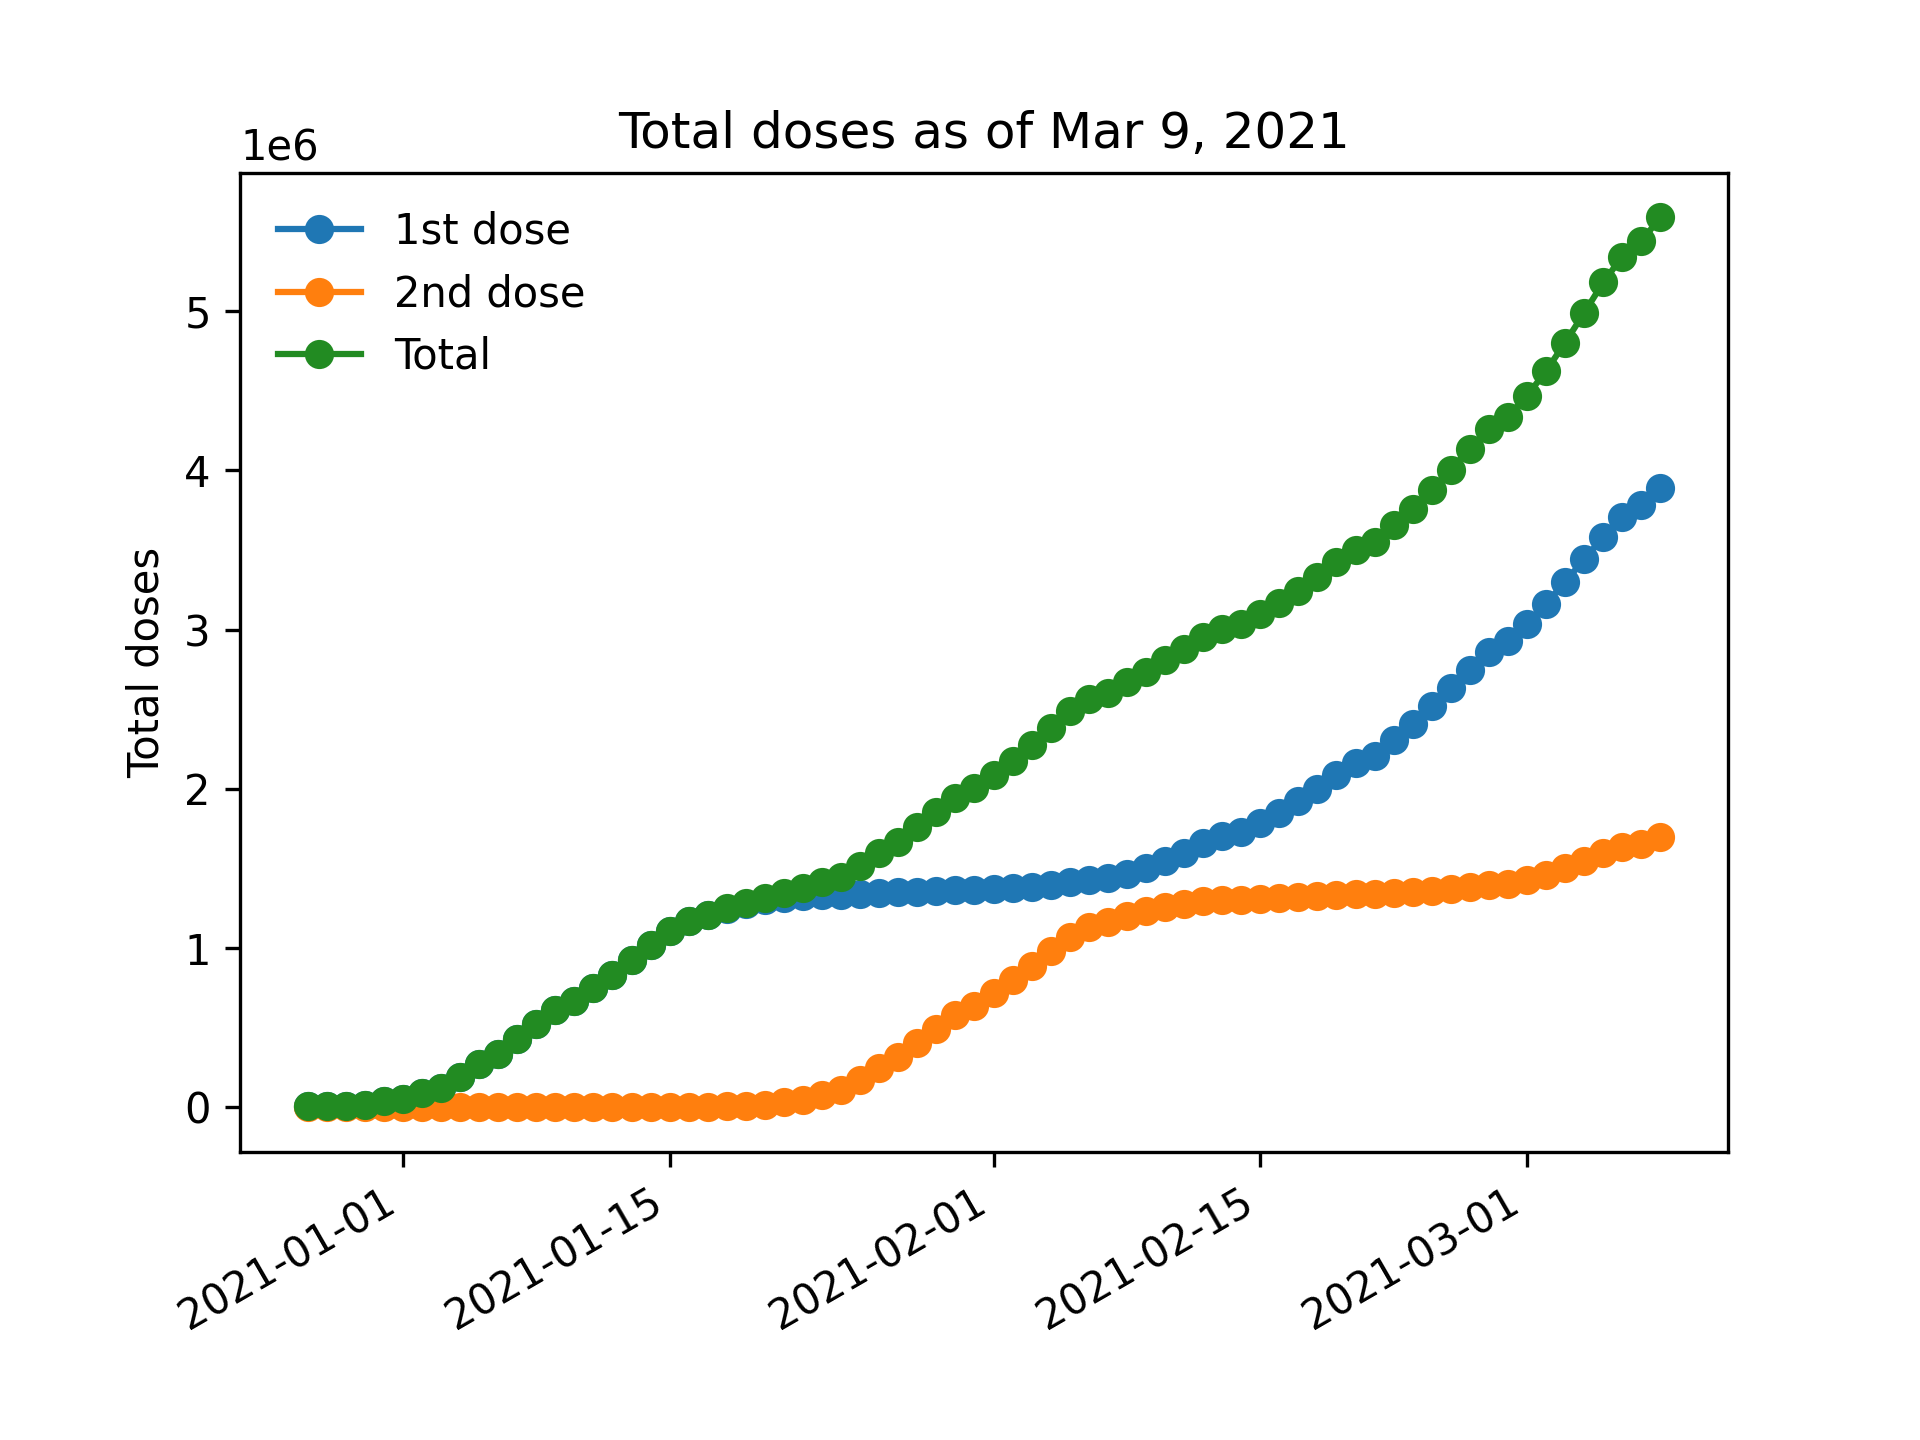 Total doses as of Mar 9, 2021
1e6
1st dose
2nd dose
Total
5
4
3
2
1
0
Total doses
2021-01-01
2021-01-15
2021-02-01
2021-02-15
2021-03-01